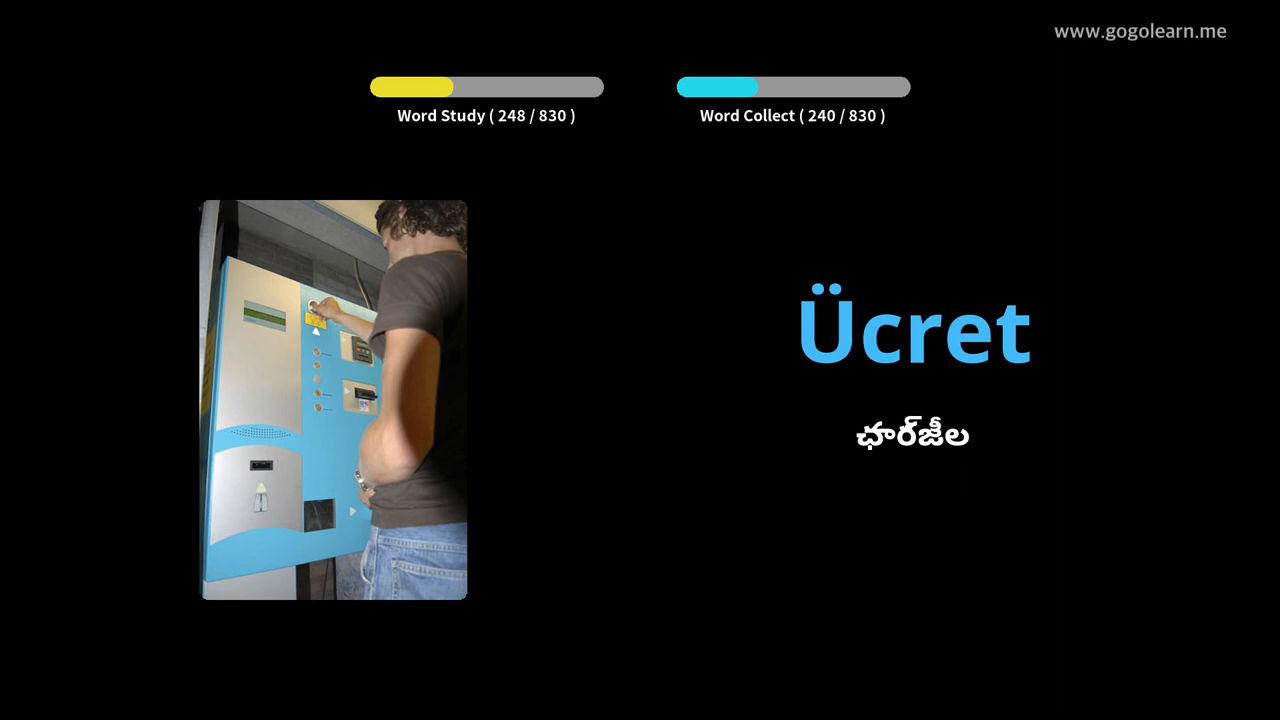 www.gogolearn.me
Word Study ( 248 / 830 )
Word Collect ( 240 / 830 )
Ücret
ఛార్‌జీల